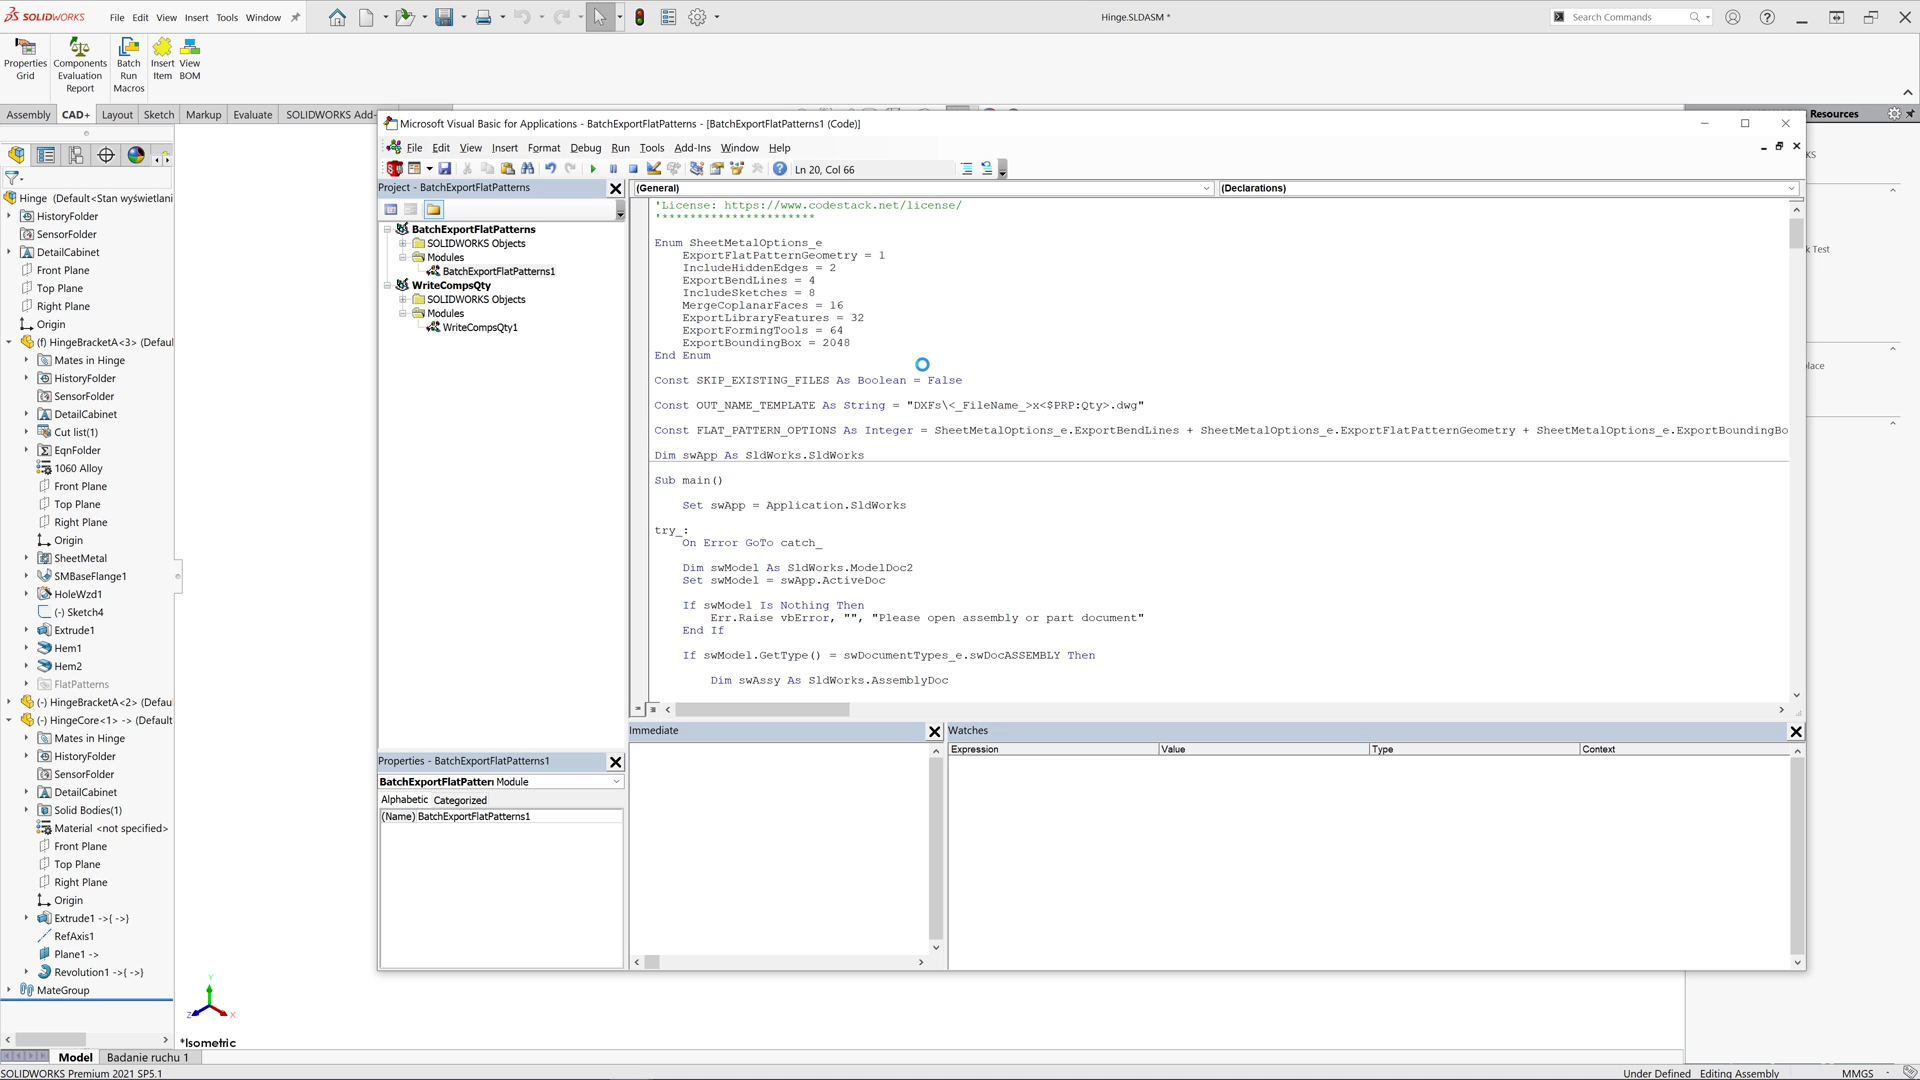 SOLIDWORKS File Edit View Insert Tools Window
Hinge.SLDASM *
Search Commands
Properties Grid
Components Evaluation Report
Batch Run Macros
Insert Item
View BOM
Assembly CAD+ Layout Sketch Markup Evaluate SOLIDWORKS Add-
Resources
Microsoft Visual Basic for Applications - BatchExportFlatPatterns - [BatchExportFlatPatterns1 (Code)]
File Edit View Insert Format Debug Run Tools Add-Ins Window Help
Ln 20, Col 66
Project - BatchExportFlatPatterns
BatchExportFlatPatterns
SOLIDWORKS Objects
Modules
BatchExportFlatPatterns1
WriteCompsQty
SOLIDWORKS Objects
Modules
WriteCompsQty1
(General)
(Declarations)
'License: https://www.codestack.net/license/
'**********************
Enum SheetMetalOptions_e
ExportFlatPatternGeometry = 1
IncludeHiddenEdges = 2
ExportBendLines = 4
IncludeSketches = 8
MergeCoplanarFaces = 16
ExportLibraryFeatures = 32
ExportFormingTools = 64
ExportBoundingBox = 2048
End Enum
Const SKIP_EXISTING_FILES As Boolean = False
Const OUT_NAME_TEMPLATE As String = "DXFs\<_FileName_>x<$PRP:Qty>.dwg"
Const FLAT_PATTERN_OPTIONS As Integer = SheetMetalOptions_e.ExportBendLines + SheetMetalOptions_e.ExportFlatPatternGeometry + SheetMetalOptions_e.ExportBoundingBo
Dim swApp As SldWorks.SldWorks
Sub main()
Set swApp = Application.SldWorks
try_:
On Error GoTo catch_
Dim swModel As SldWorks.ModelDoc2
Set swModel = swApp.ActiveDoc
If swModel Is Nothing Then
Err.Raise vbError, "", "Please open assembly or part document"
End If
If swModel.GetType() = swDocumentTypes_e.swDocASSEMBLY Then
Dim swAssy As SldWorks.AssemblyDoc
Properties - BatchExportFlatPatterns1
BatchExportFlatPatter Module
Alphabetic Categorized
(Name) BatchExportFlatPatterns1
Immediate
Watches
Expression Value Type Context
Hinge (Default<Stan wyświetlani
HistoryFolder
SensorFolder
DetailCabinet
Front Plane
Top Plane
Right Plane
Origin
(f) HingeBracketA<3> (Defaul
Mates in Hinge
HistoryFolder
SensorFolder
DetailCabinet
Cut list(1)
EqnFolder
1060 Alloy
Front Plane
Top Plane
Right Plane
Origin
SheetMetal
SMBaseFlange1
HoleWzd1
(-) Sketch4
Extrude1
Hem1
Hem2
FlatPatterns
(-) HingeBracketA<2> (Defau
(-) HingeCore<1> -> (Default
Mates in Hinge
HistoryFolder
SensorFolder
DetailCabinet
Solid Bodies(1)
Material <not specified>
Front Plane
Top Plane
Right Plane
Origin
Extrude1 ->{ ->}
RefAxis1
Plane1 ->
Revolution1 ->{ ->}
MateGroup
KS
k Test
lace
Y
Z
X
*Isometric
Model Badanie ruchu 1
SOLIDWORKS Premium 2021 SP5.1
Under Defined Editing Assembly MMGS